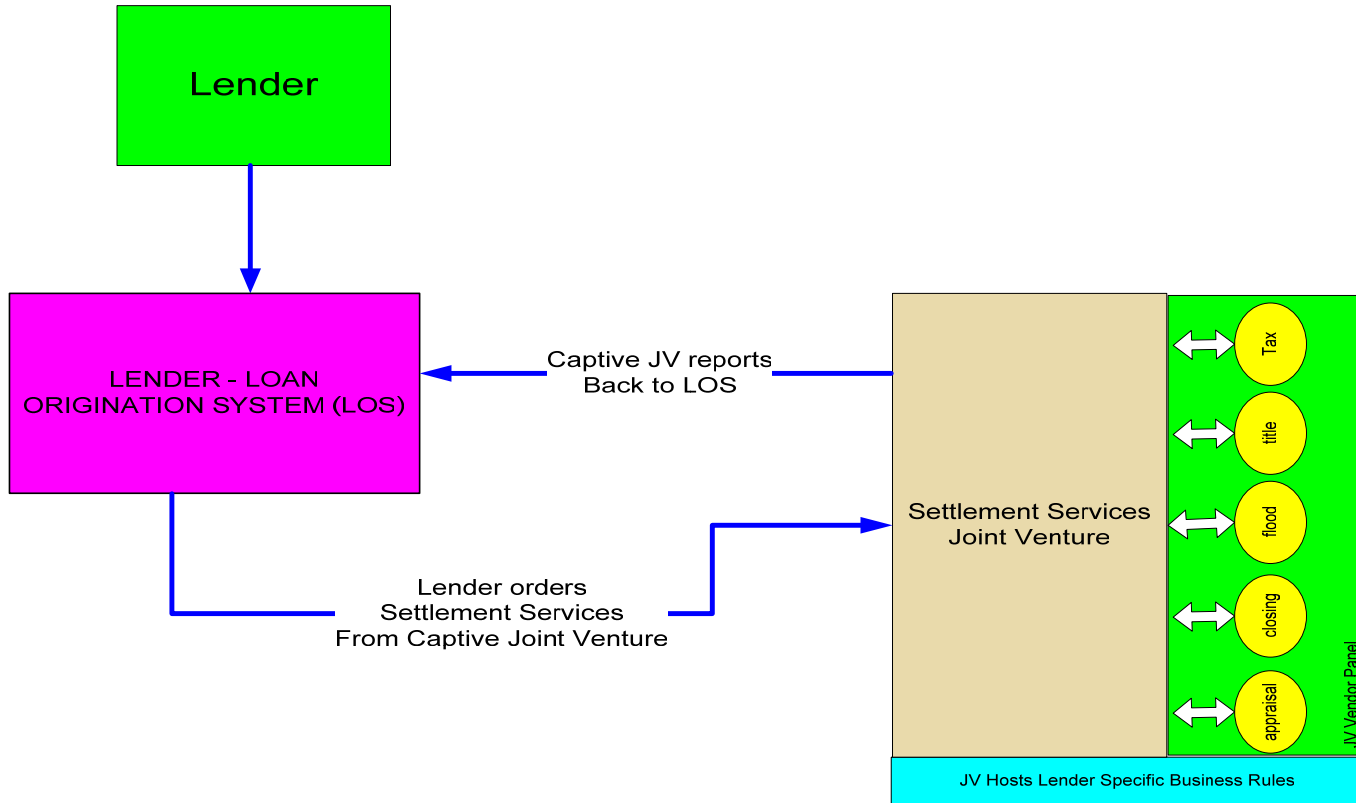 Lender
LENDER - LOAN
ORIGINATION SYSTEM (LOS)
Captive JV reports
Back to LOS
Lender orders
Settlement Services
From Captive Joint Venture
Settlement Services
Joint Venture
Tax
title
flood
closing
appraisal
JV Vendor Panel
JV Hosts Lender Specific Business Rules